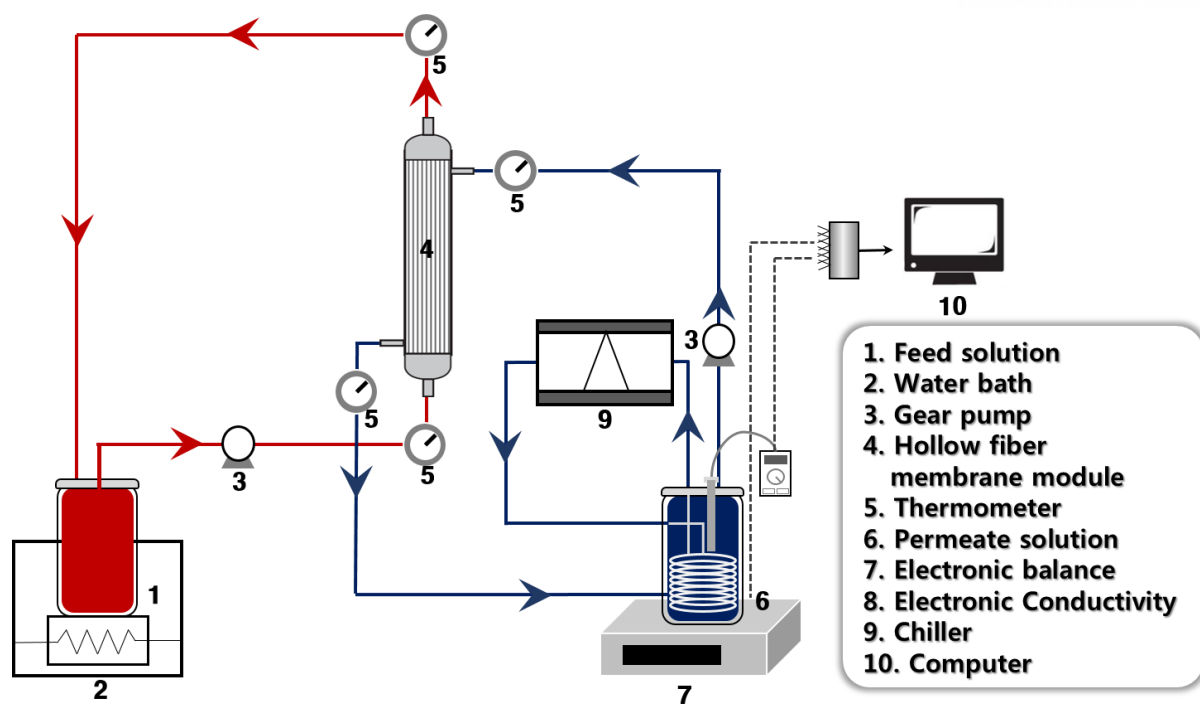 5
5
4
10
3
5
9
5
3
1
6
2
7
1. Feed solution
2. Water bath
3. Gear pump
4. Hollow fiber
membrane module
5. Thermometer
6. Permeate solution
7. Electronic balance
8. Electronic Conductivity
9. Chiller
10. Computer